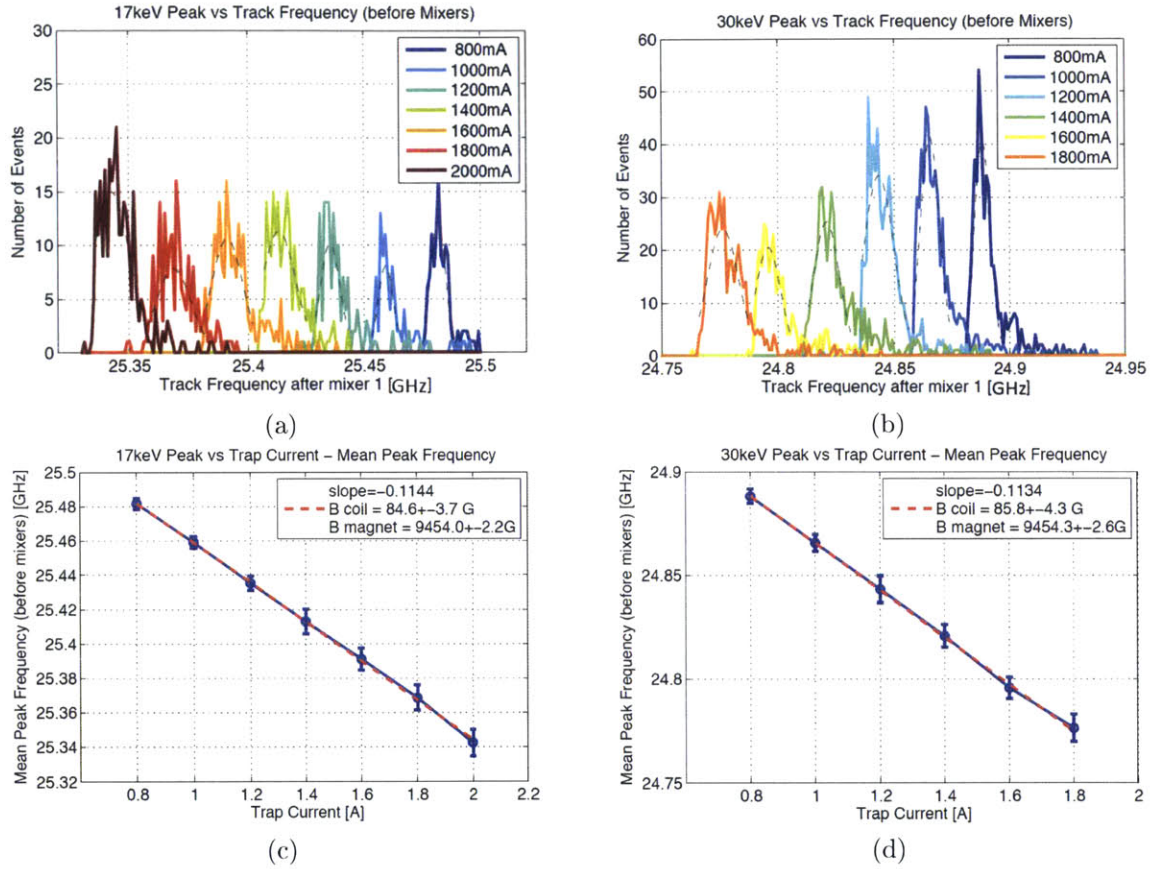 17keV Peak vs Track Frequency (before Mixers)
30
25
20
15
10
5
0
Number of Events
800mA
1000mA
1200mA
1400mA
1600mA
1800mA
2000mA
25.35
25.4
25.45
25.5
Track Frequency after mixer 1 [GHz]
(a)
30keV Peak vs Track Frequency (before Mixers)
60
50
40
30
20
10
0
Number of Events
800mA
1000mA
1200mA
1400mA
1600mA
1800mA
24.75
24.8
24.85
24.9
24.95
Track Frequency after mixer 1 [GHz]
(b)
17keV Peak vs Trap Current – Mean Peak Frequency
25.5
25.48
25.46
25.44
25.42
25.4
25.38
25.36
25.34
25.32
Mean Peak Frequency (before mixers) [GHz]
slope=-0.1144
B coil = 84.6+-3.7 G
B magnet = 9454.0+-2.2G
0.8
1
1.2
1.4
1.6
1.8
2
2.2
Trap Current [A]
(c)
30keV Peak vs Trap Current – Mean Peak Frequency
24.9
24.85
24.8
24.75
Mean Peak Frequency (before mixers) [GHz]
slope=-0.1134
B coil = 85.8+-4.3 G
B magnet = 9454.3+-2.6G
0.8
1
1.2
1.4
1.6
1.8
2
Trap Current [A]
(d)